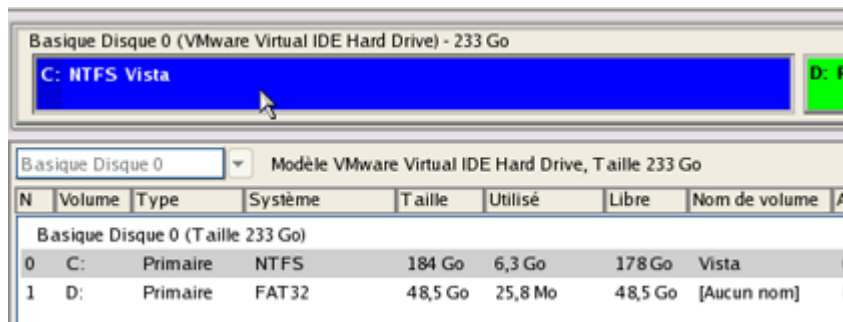 Basique Disque 0 (VMware Virtual IDE Hard Drive) - 233 Go
C: NTFS Vista D:
Basique Disque 0 Modèle VMware Virtual IDE Hard Drive, Taille 233 Go
N Volume Type Système Taille Utilisé Libre Nom de volume
Basique Disque 0 (Taille 233 Go)
0 C: Primaire NTFS 184 Go 6,3 Go 178 Go Vista
1 D: Primaire FAT32 48,5 Go 25,8 Mo 48,5 Go [Aucun nom]